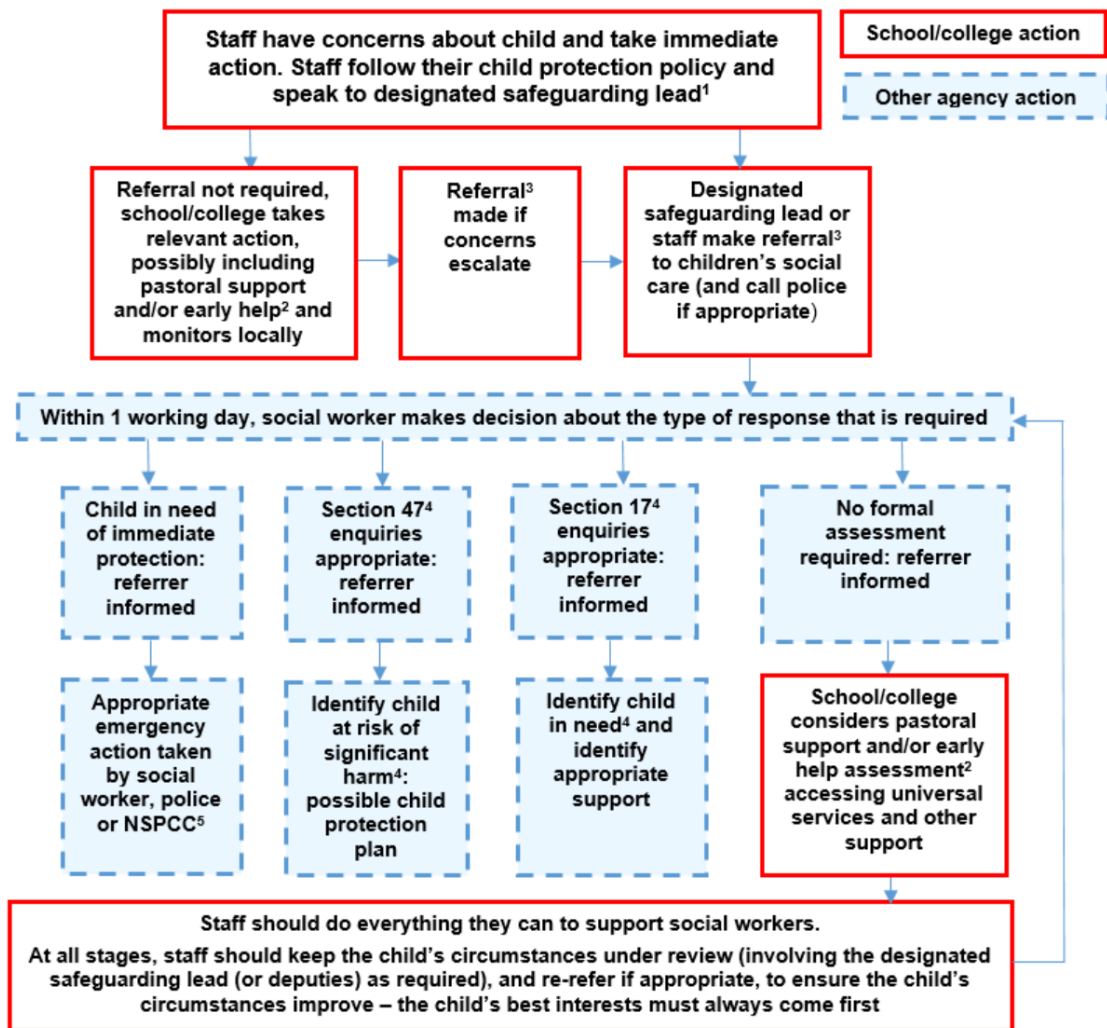 Staff have concerns about child and take immediate
action. Staff follow their child protection policy and
speak to designated safeguarding lead¹
School/college action
Other agency action
Referral not required,
school/college takes
relevant action,
possibly including
pastoral support
and/or early help² and
monitors locally
Referral³
made if
concerns
escalate
Designated
safeguarding lead or
staff make referral³
to children’s social
care (and call police
if appropriate)
Within 1 working day, social worker makes decision about the type of response that is required
Child in need
of immediate
protection:
referrer
informed
Section 47⁴
enquiries
appropriate:
referrer
informed
Section 17⁴
enquiries
appropriate:
referrer
informed
No formal
assessment
required: referrer
informed
Appropriate
emergency
action taken
by social
worker, police
or NSPCC⁵
Identify child
at risk of
significant
harm⁴:
possible child
protection
plan
Identify child
in need⁴ and
identify
appropriate
support
School/college
considers pastoral
support and/or early
help assessment²
accessing universal
services and other
support
Staff should do everything they can to support social workers.
At all stages, staff should keep the child’s circumstances under review (involving the designated
safeguarding lead (or deputies) as required), and re-refer if appropriate, to ensure the child’s
circumstances improve – the child’s best interests must always come first